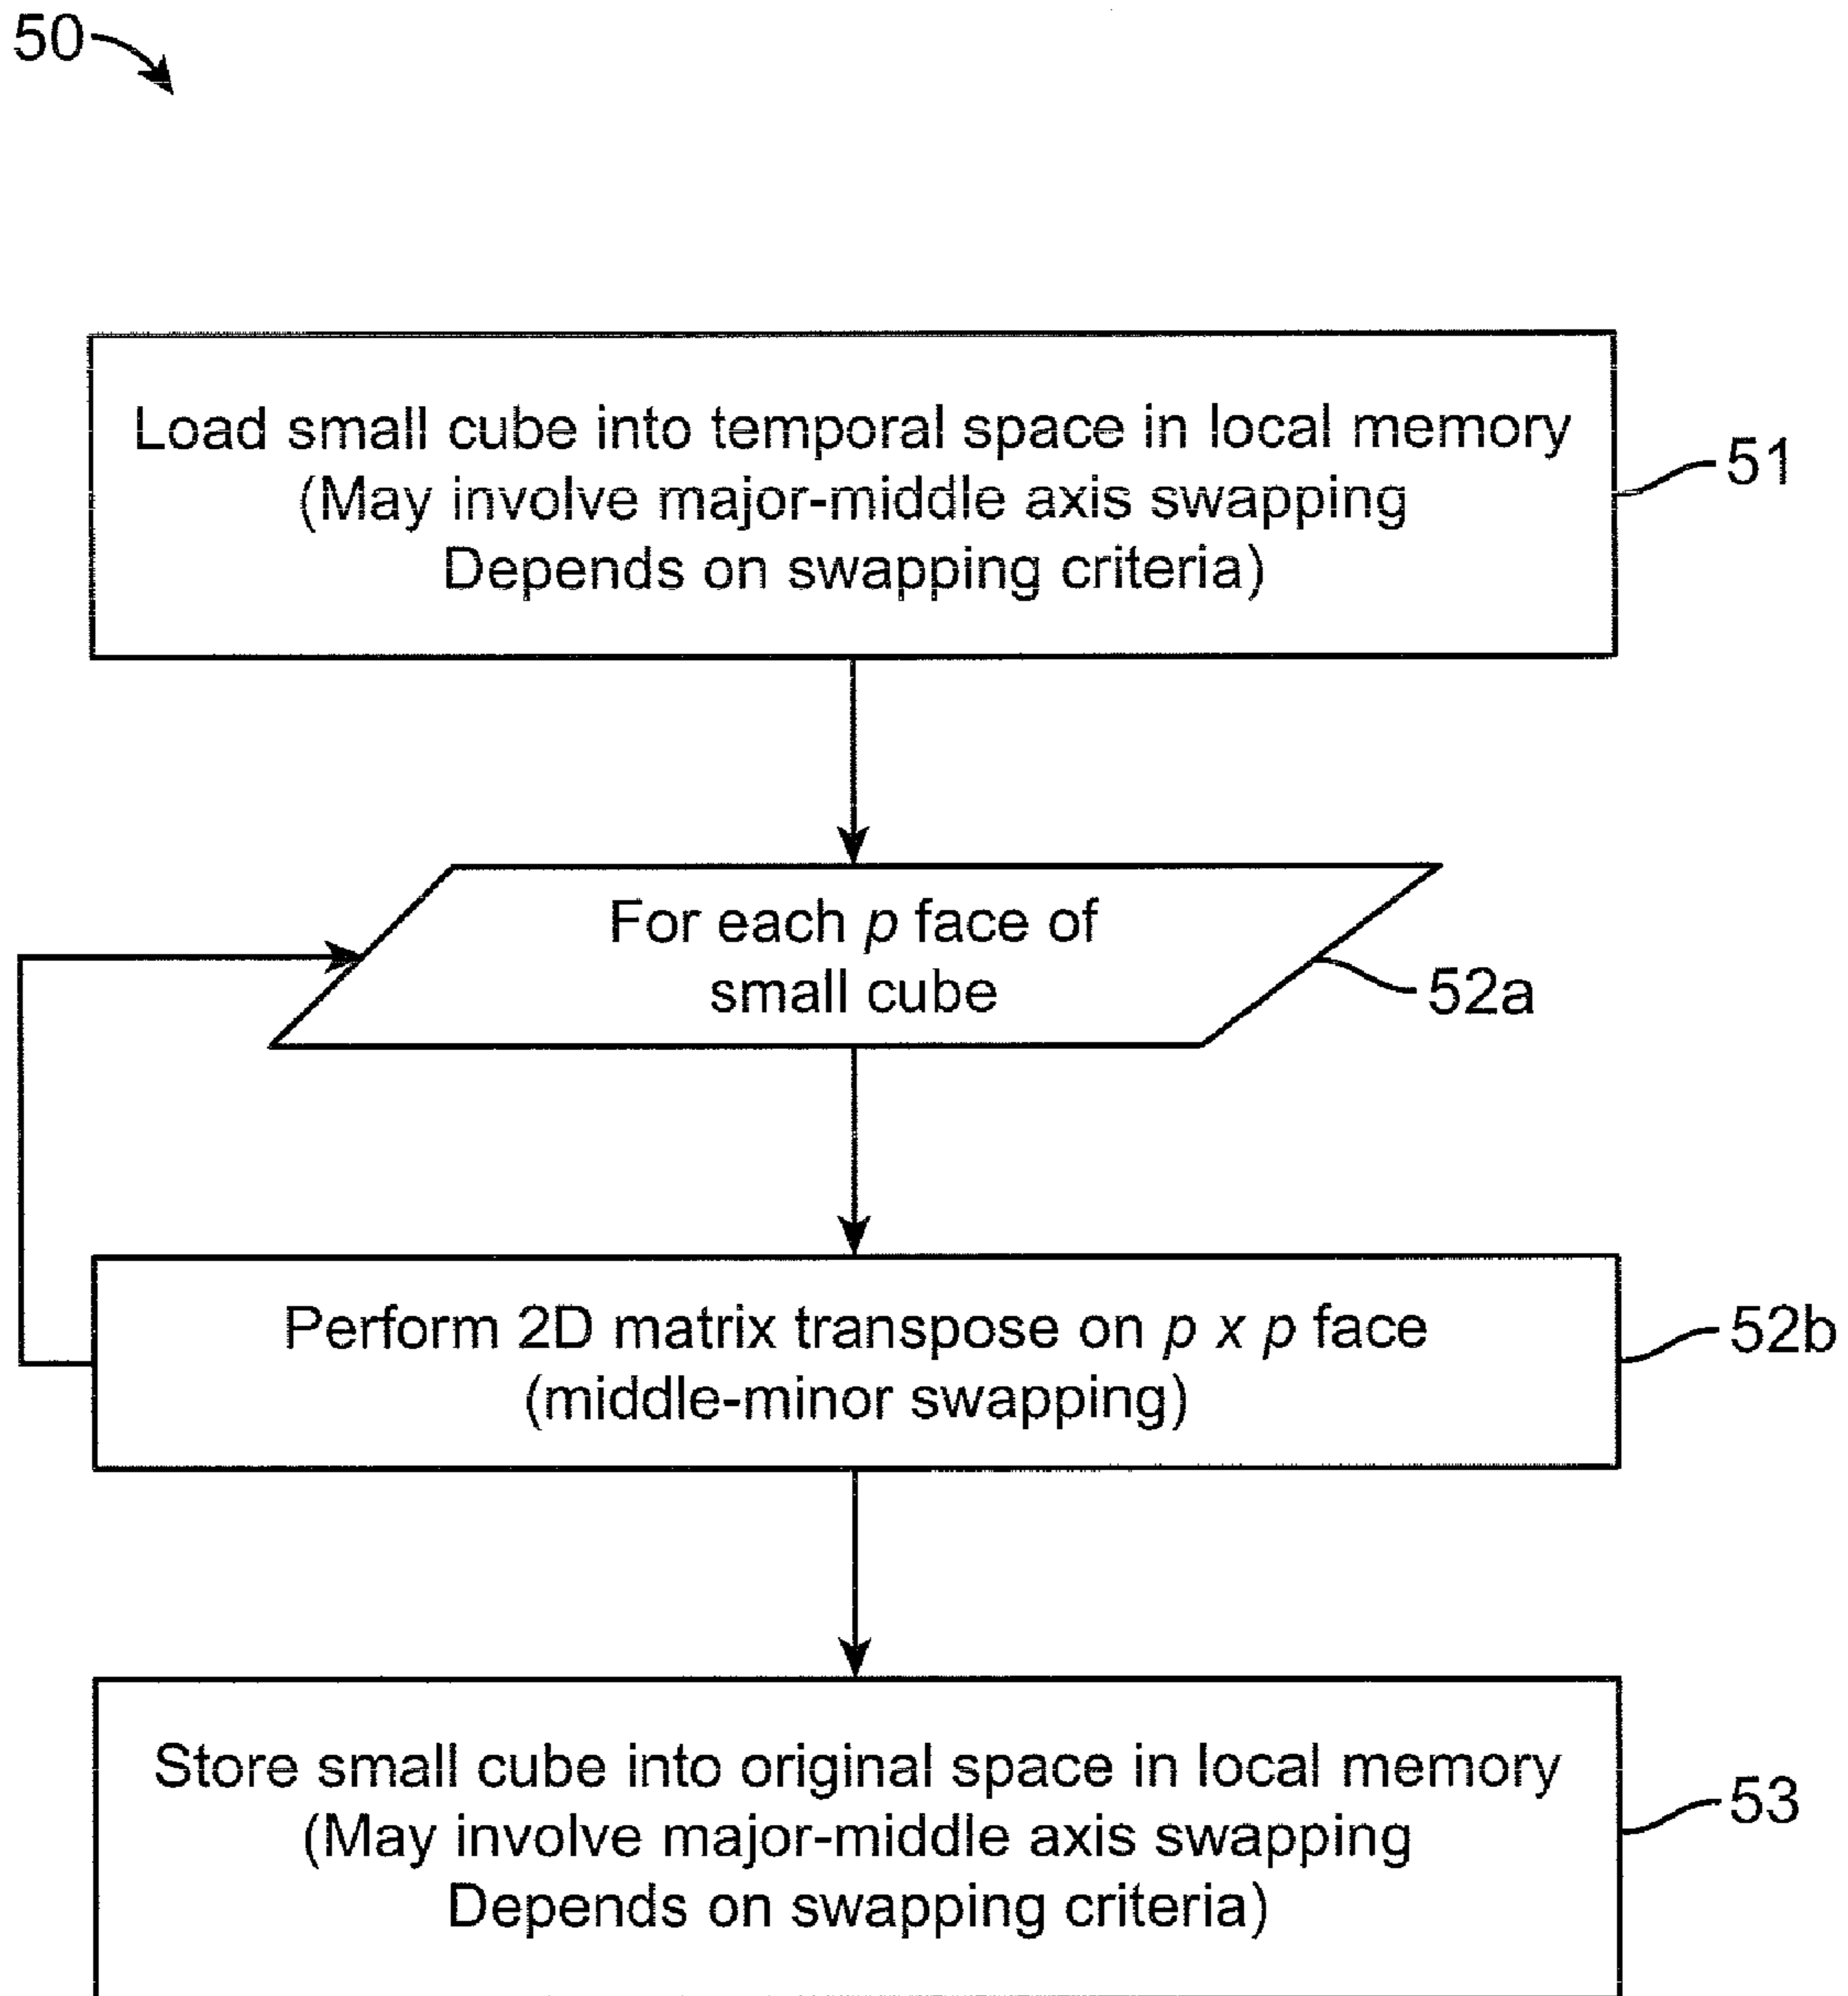 50
Load small cube into temporal space in local memory
(May involve major-middle axis swapping
Depends on swapping criteria)
51
For each p face of
small cube
52a
Perform 2D matrix transpose on p x p face
(middle-minor swapping)
52b
Store small cube into original space in local memory
(May involve major-middle axis swapping
Depends on swapping criteria)
53